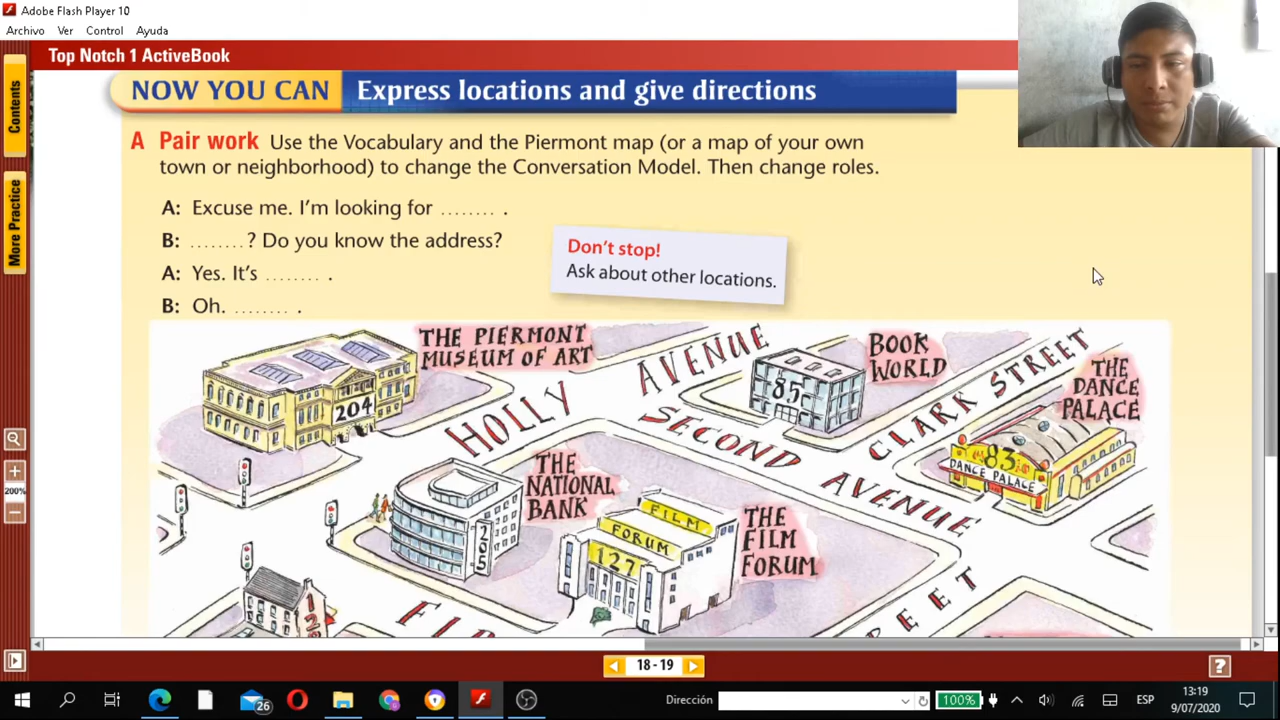 Adobe Flash Player 10
Archivo Ver Control Ayuda
Top Notch 1 ActiveBook
Contents
More Practice
NOW YOU CAN Express locations and give directions
A Pair work Use the Vocabulary and the Piermont map (or a map of your own
town or neighborhood) to change the Conversation Model. Then change roles.
A: Excuse me. I'm looking for ........ .
B: ........ ? Do you know the address?
A: Yes. It's ........ .
B: Oh. ........ .
Don't stop!
Ask about other locations.
THE PIERMONT
MUSEUM OF ART
204
HOLLY AVENUE
BOOK
WORLD
85
SECOND AVENUE
CLARK STREET
THE
DANCE
PALACE
83
DANCE PALACE
THE
NATIONAL
BANK
205
FILM
FORUM
127
THE
FILM
FORUM
200%
18 - 19
?
26
Dirección
100%
ESP
13:19
9/07/2020